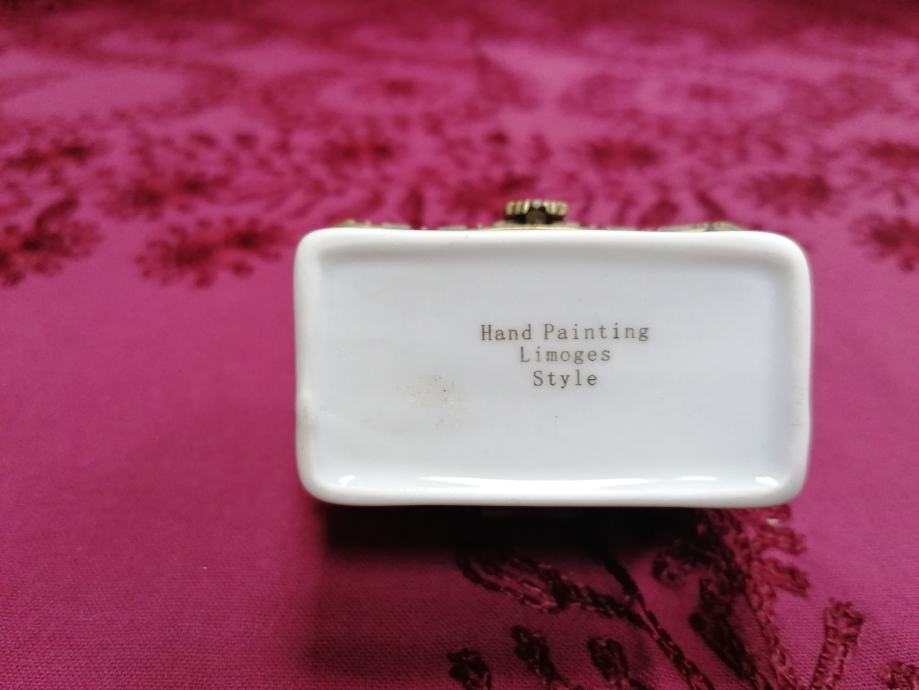 Hand Painting
Limoges
Style